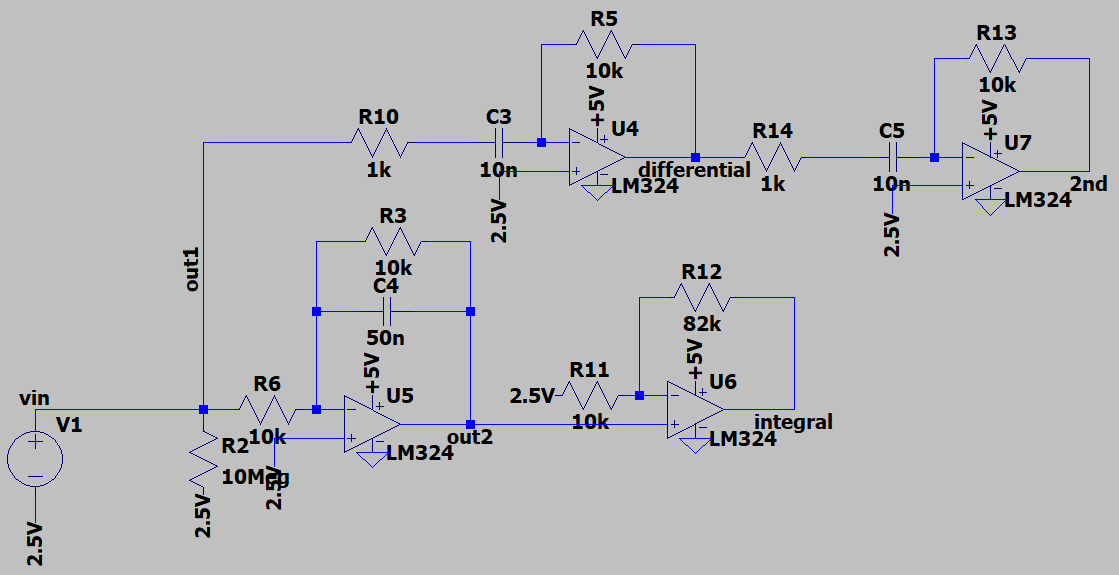 R5
10k
+5V
U4
LM324
R10
1k
C3
10n
2.5V
differential
R14
1k
C5
10n
2.5V
R13
10k
+5V
U7
LM324
2nd
out1
R3
10k
C4
50n
+5V
U5
LM324
out2
R12
82k
+5V
U6
LM324
integral
2.5V
R11
10k
vin
V1
2.5V
R2
10Meg
2.5V
R6
10k
2.5V